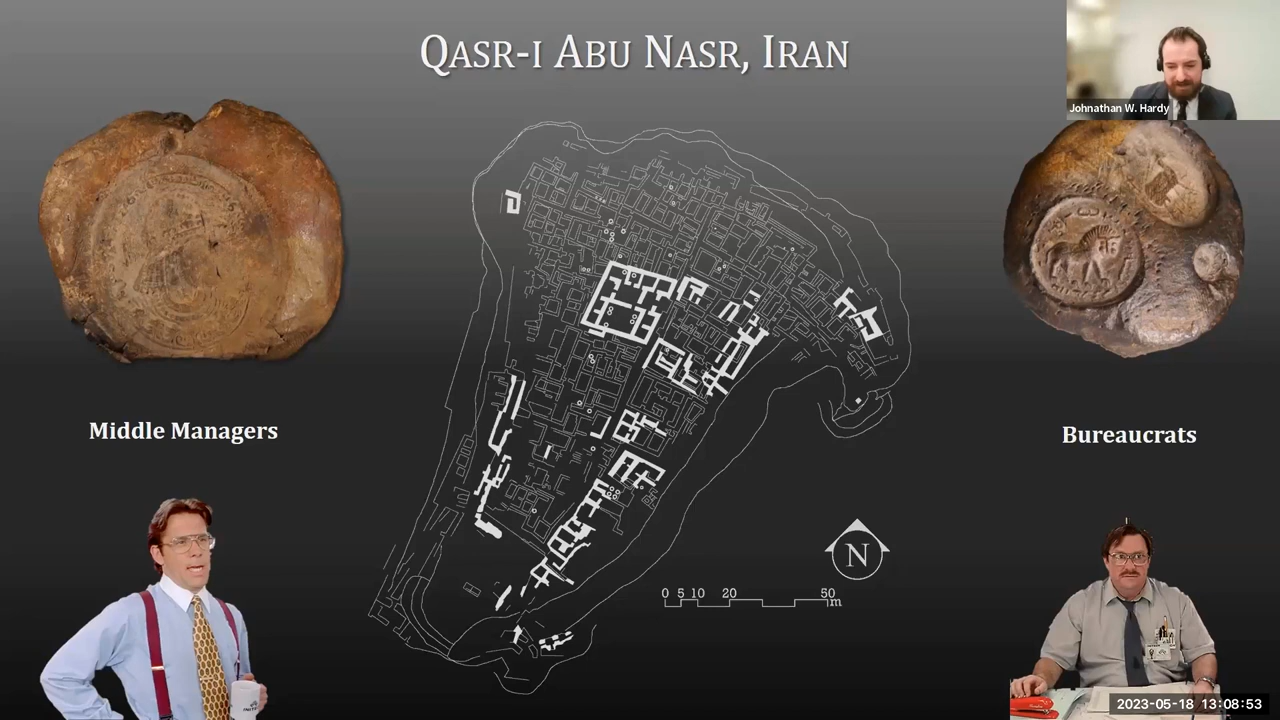 QASR-I ABU NASR, IRAN
Johnathan W. Hardy
Middle Managers
Bureaucrats
N
0 5 10 20 50
m
2023-05-18 13:08:53